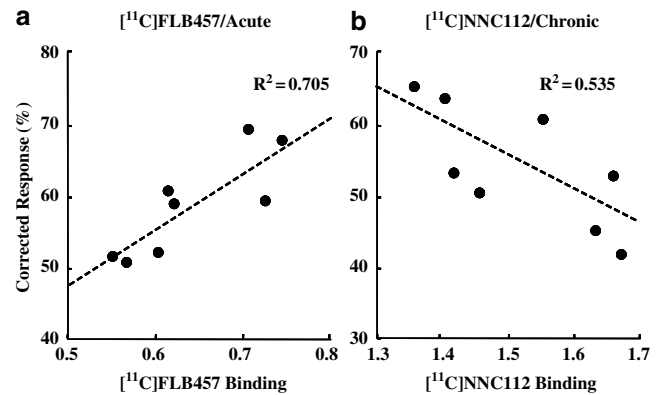 a
[¹¹C]FLB457/Acute
80
70
60
50
40
Corrected Response (%)
R² = 0.705
0.5 0.6 0.7 0.8
[¹¹C]FLB457 Binding
b
[¹¹C]NNC112/Chronic
70
60
50
40
30
R² = 0.535
1.3 1.4 1.5 1.6 1.7
[¹¹C]NNC112 Binding